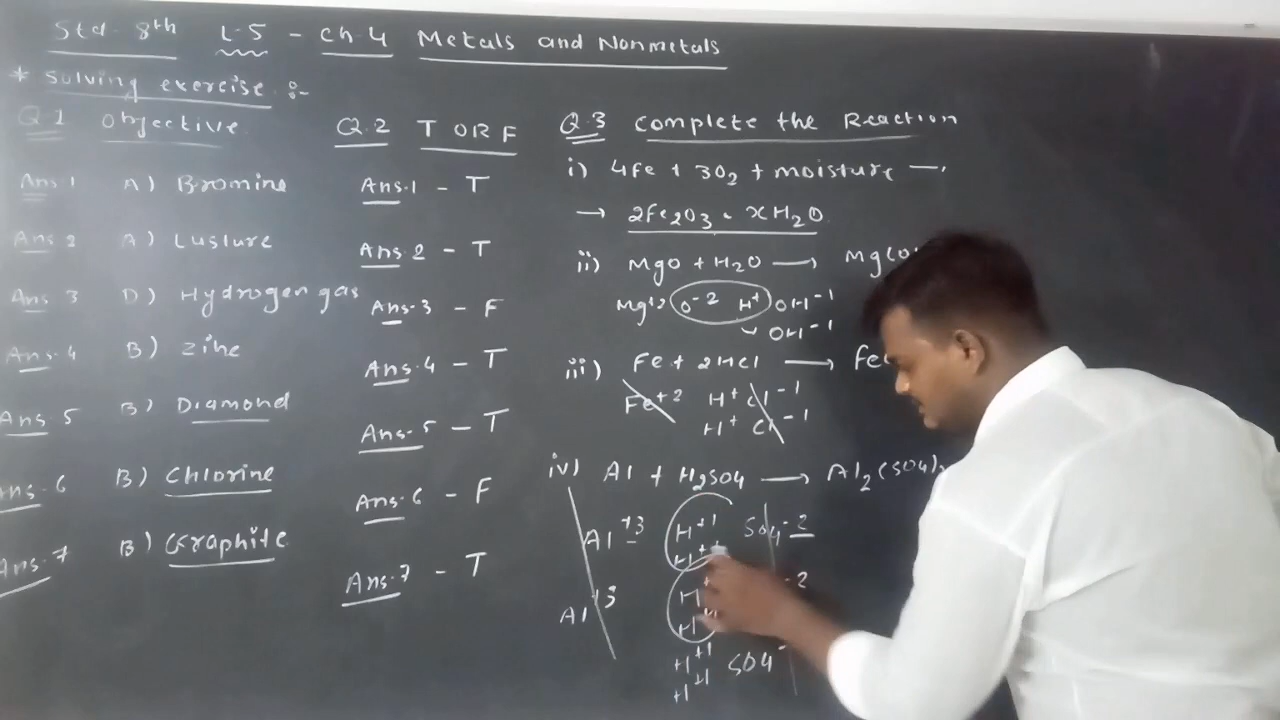 Std. 8th L.5 - Ch.4 Metals and Nonmetals
* Solving exercise :-
Q.1 Objective
Ans.1 A) Bromine
Ans.2 A) Lusture
Ans.3 D) Hydrogen gas
Ans.4 B) Zinc
Ans.5 B) Diamond
Ans.6 B) Chlorine
Ans.7 B) Graphite
Q.2 T OR F
Ans.1 - T
Ans.2 - T
Ans.3 - F
Ans.4 - T
Ans.5 - T
Ans.6 - F
Ans.7 - T
Q.3 Complete the Reaction
i) 4Fe + 3O2 + moisture →
→ 2Fe2O3 . xH2O
ii) MgO + H2O → Mg(O
Mg+2 O-2 H+ OH-1
OH-1
iii) Fe + 2HCl → Fe
Fe+2 H+ Cl-1
H+ Cl-1
iv) Al + H2SO4 → Al2(SO4)
Al+3 H+1 SO4-2
H+1
Al+3 H -2
H
H+1 SO4-
H+1